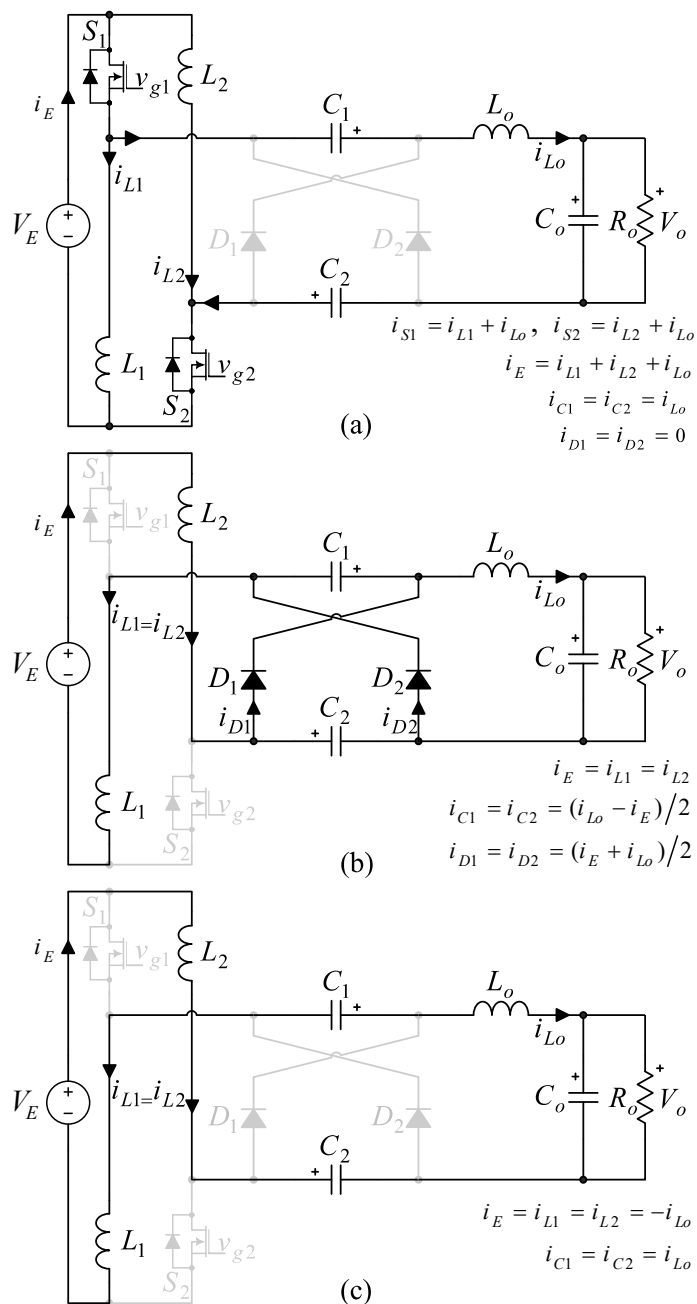 S1
vg1
L2
iE
C1
Lo
iL1
iLo
VE
D1
D2
Co
Ro
Vo
iL2
C2
iS1 = iL1 + iLo, iS2 = iL2 + iLo
L1
vg2
iE = iL1 + iL2 + iLo
S2
iC1 = iC2 = iLo
(a)
iD1 = iD2 = 0
S1
vg1
L2
iE
C1
Lo
iL1=iL2
iLo
VE
D1
D2
Co
Ro
Vo
iD1
C2
iD2
iE = iL1 = iL2
L1
vg2
iC1 = iC2 = (iLo − iE)/2
S2
(b)
iD1 = iD2 = (iE + iLo)/2
S1
vg1
L2
iE
C1
Lo
iLo
iL1=iL2
VE
D1
D2
Co
Ro
Vo
C2
iE = iL1 = iL2 = −iLo
L1
vg2
iC1 = iC2 = iLo
S2
(c)